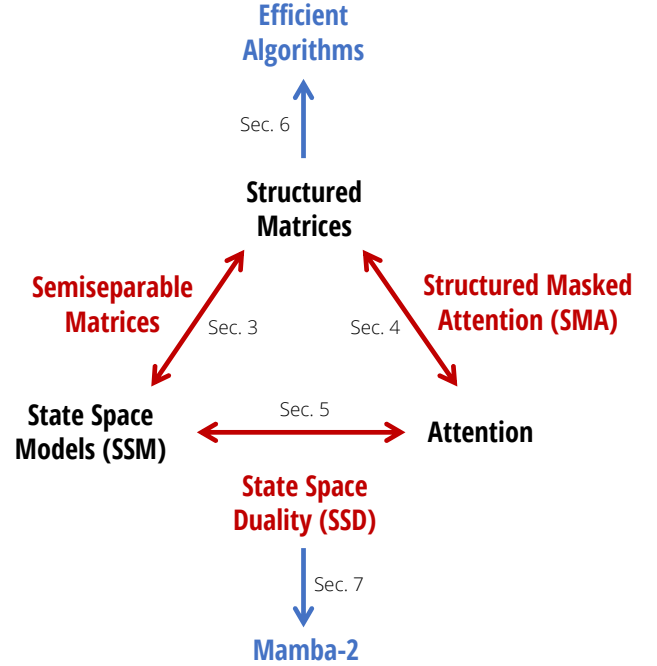 Efficient
Algorithms
Sec. 6
Structured
Matrices
Semiseparable
Matrices
Sec. 3
Sec. 4
Structured Masked
Attention (SMA)
State Space
Models (SSM)
Sec. 5
Attention
State Space
Duality (SSD)
Sec. 7
Mamba-2